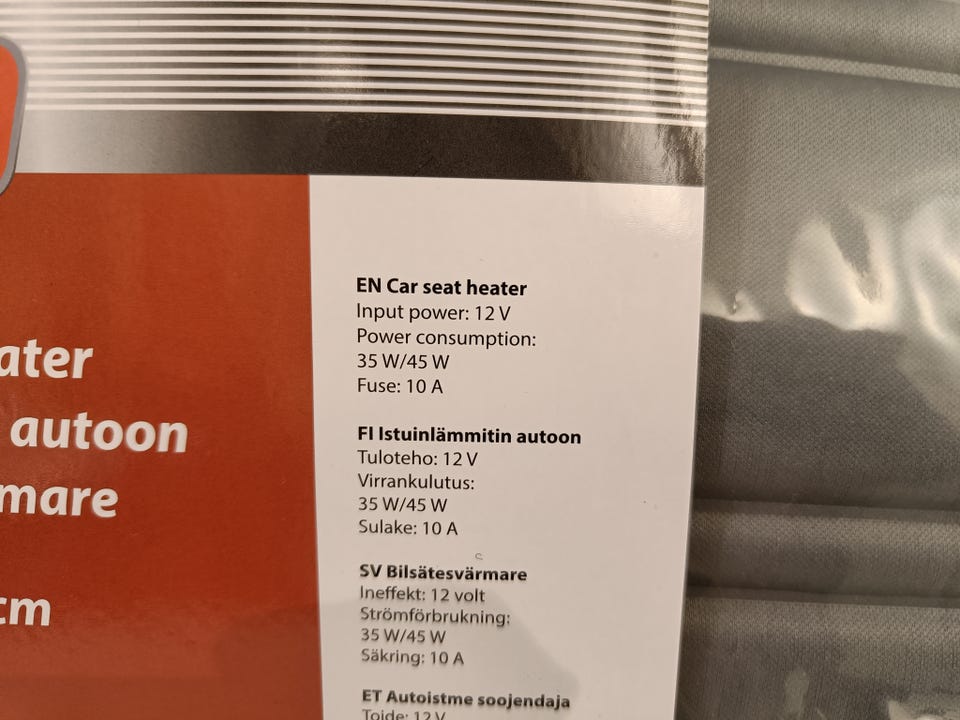 ater
autoon
mare
cm
EN Car seat heater
Input power: 12 V
Power consumption:
35 W/45 W
Fuse: 10 A
FI Istuinlämmitin autoon
Tuloteho: 12 V
Virrankulutus:
35 W/45 W
Sulake: 10 A
SV Bilsätesvärmare
Ineffekt: 12 volt
Strömförbrukning:
35 W/45 W
Säkring: 10 A
ET Autoistme soojendaja
Toide: 12 V